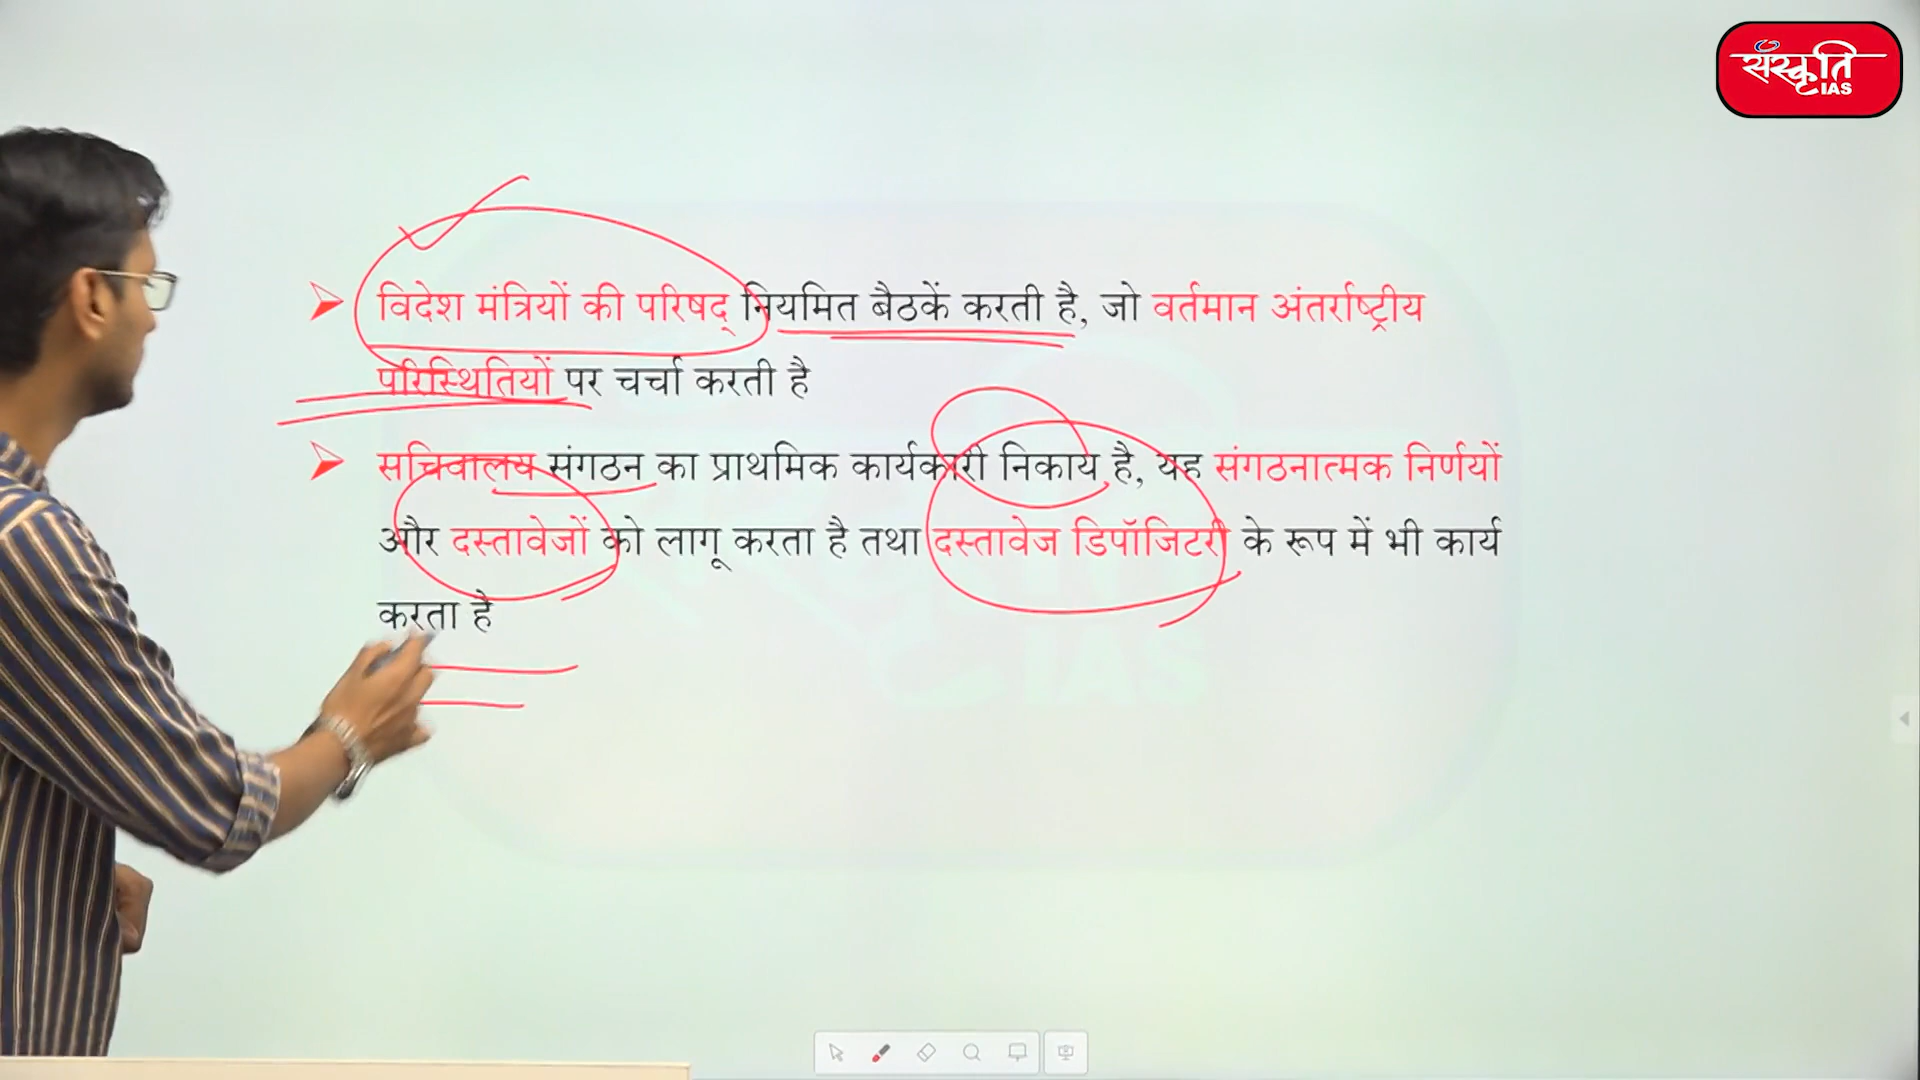 संस्कृति
IAS
विदेश मंत्रियों की परिषद् नियमित बैठकें करती है, जो वर्तमान अंतर्राष्ट्रीय
परिस्थितियों पर चर्चा करती है
सचिवालय संगठन का प्राथमिक कार्यकारी निकाय है, यह संगठनात्मक निर्णयों
और दस्तावेजों को लागू करता है तथा दस्तावेज डिपॉजिटरी के रूप में भी कार्य
करता है
IAS